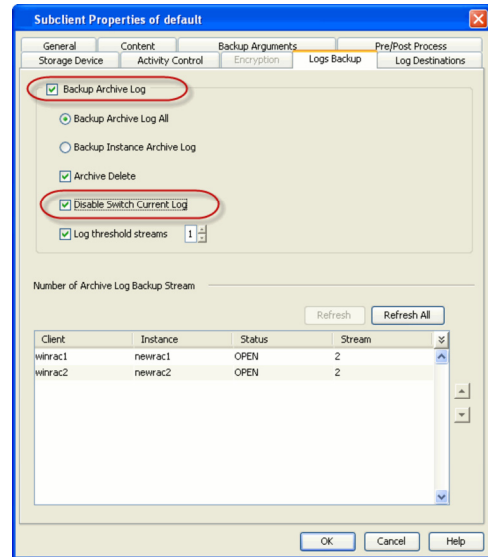 Subclient Properties of default
General Content Backup Arguments Pre/Post Process
Storage Device Activity Control Encryption Logs Backup Log Destinations
Backup Archive Log
Backup Archive Log All
Backup Instance Archive Log
Archive Delete
Disable Switch Current Log
Log threshold streams 1
Number of Archive Log Backup Stream
Refresh Refresh All
Client Instance Status Stream
winrac1 newrac1 OPEN 2
winrac2 newrac2 OPEN 2
OK Cancel Help